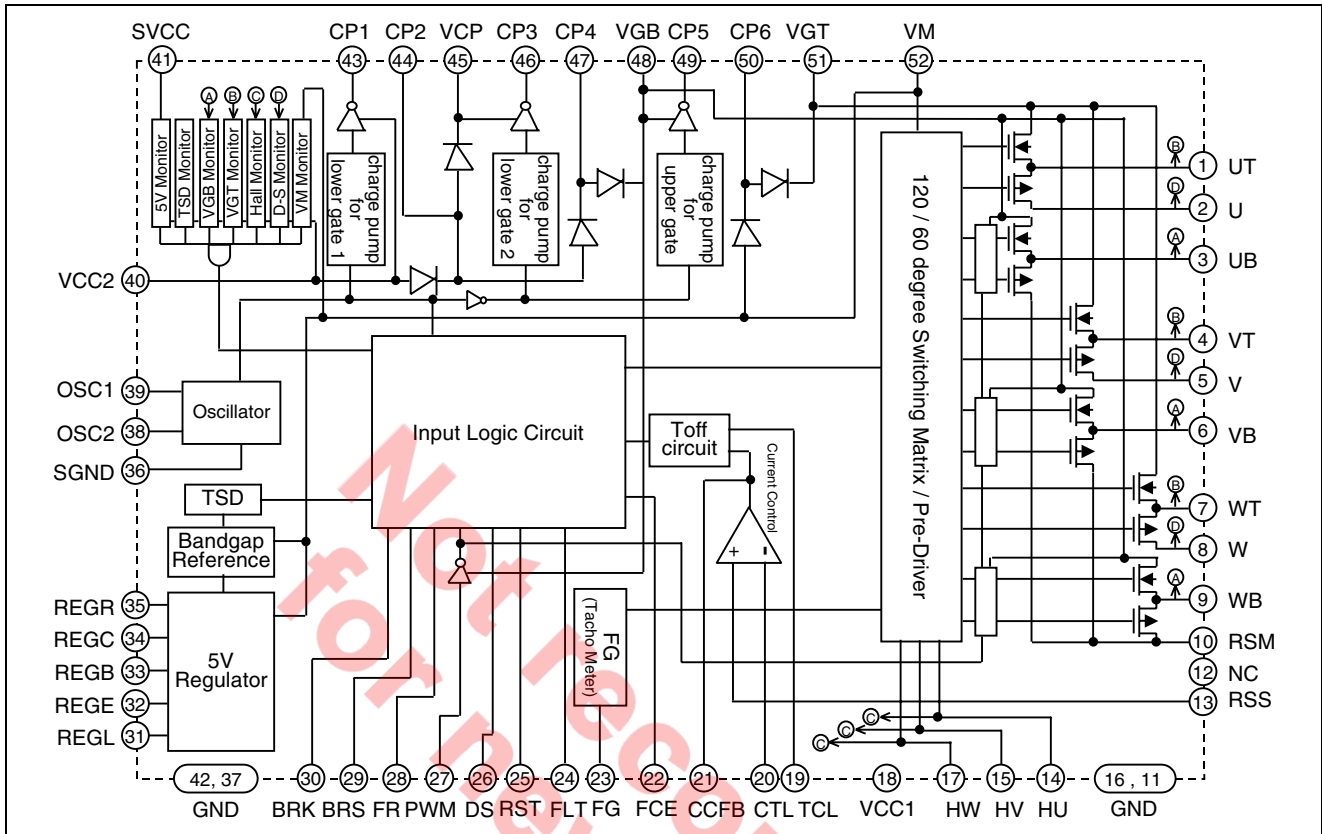 SVCC CP1 CP2 VCP CP3 CP4 VGB CP5 CP6 VGT VM
41 43 44 45 46 47 48 49 50 51 52
A B C D
5V Monitor
TSD Monitor
VGB Monitor
VGT Monitor
Hall Monitor
D-S Monitor
VM Monitor
charge pump
for
lower gate 1
charge pump
for
lower gate 2
charge pump
for
upper gate
120 / 60 degree Switching Matrix / Pre-Driver
B
1 UT
D
2 U
A
3 UB
VCC2 40
B
4 VT
D
5 V
A
6 VB
OSC1 39
Oscillator
OSC2 38
SGND 36
Input Logic Circuit
Toff
circuit
Current Control
+ -
TSD
Bandgap
Reference
B
7 WT
D
8 W
A
9 WB
10 RSM
12 NC
13 RSS
REGR 35
REGC 34
REGB 33
REGE 32
REGL 31
5V
Regulator
FG
(Tacho Meter)
C
C
C
42, 37 30 29 28 27 26 25 24 23 22 21 20 19 18 17 15 14 16 , 11
GND BRK BRS FR PWM DS RST FLT FG FCE CCFB CTL TCL VCC1 HW HV HU GND
Not recom
for new